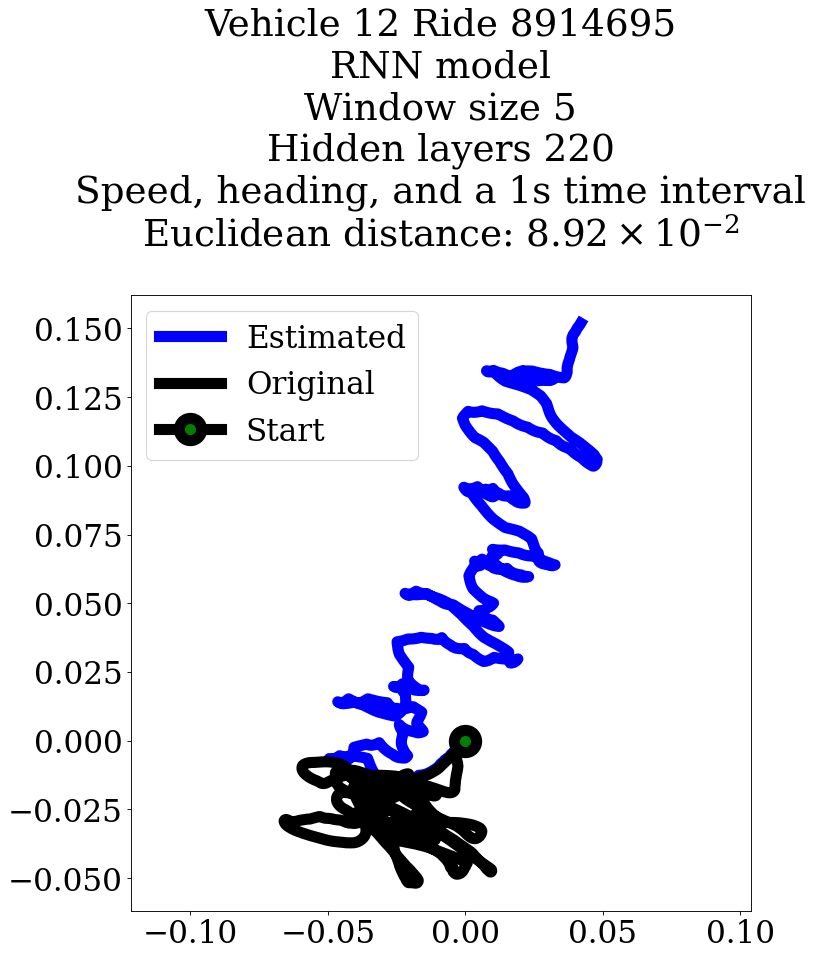 Vehicle 12 Ride 8914695
RNN model
Window size 5
Hidden layers 220
Speed, heading, and a 1s time interval
Euclidean distance: 8.92 × 10⁻²
Estimated
Original
Start
0.150
0.125
0.100
0.075
0.050
0.025
0.000
−0.025
−0.050
−0.10 −0.05 0.00 0.05 0.10